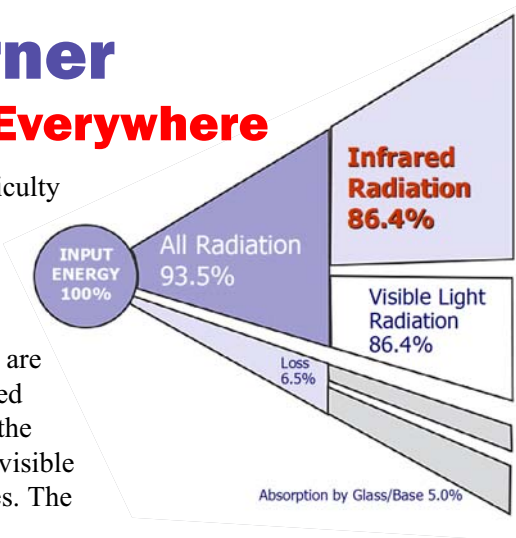 rner
Everywhere
iculty
are
ed
the
visible
es. The
INPUT
ENERGY
100%
All Radiation
93.5%
Infrared
Radiation
86.4%
Visible Light
Radiation
86.4%
Loss
6.5%
Absorption by Glass/Base 5.0%